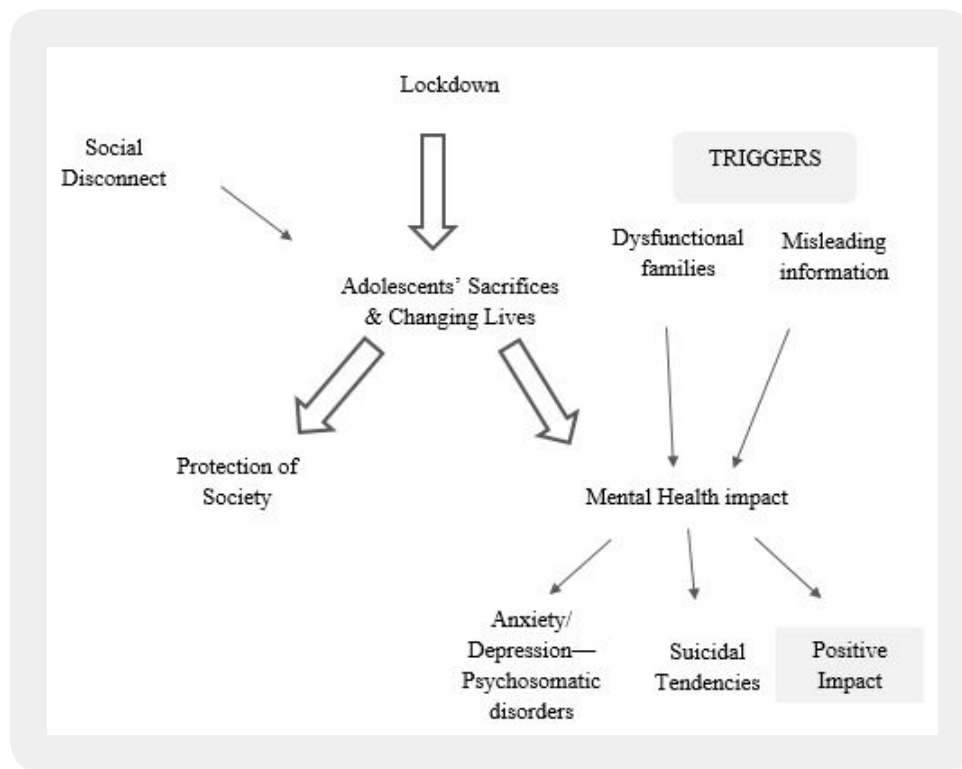 Lockdown
Social
Disconnect
TRIGGERS
Dysfunctional
families
Misleading
information
Adolescents’ Sacrifices
& Changing Lives
Protection of
Society
Mental Health impact
Anxiety/
Depression—
Psychosomatic
disorders
Suicidal
Tendencies
Positive
Impact